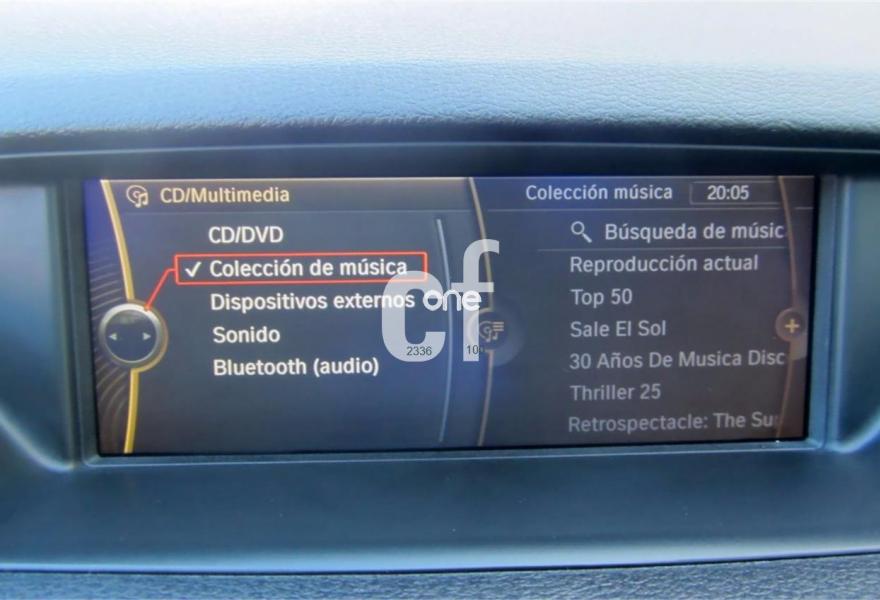 CD/Multimedia
CD/DVD
✓ Colección de música
Dispositivos externos
Sonido
Bluetooth (audio)
Colección música 20:05
Búsqueda de músic
Reproducción actual
Top 50
Sale El Sol
30 Años De Musica Disc
Thriller 25
Retrospectacle: The Su
cf one
2336